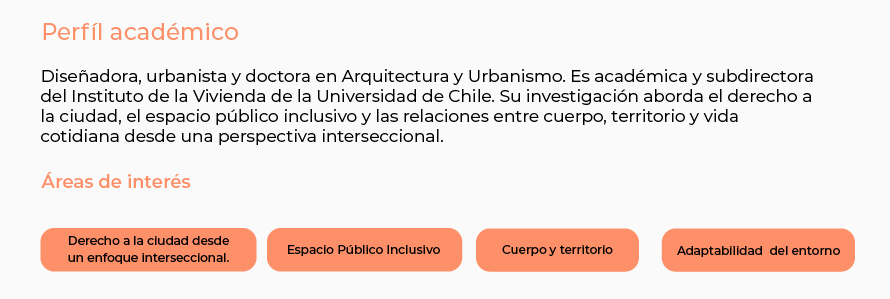 Perfíl académico
Diseñadora, urbanista y doctora en Arquitectura y Urbanismo. Es académica y subdirectora
del Instituto de la Vivienda de la Universidad de Chile. Su investigación aborda el derecho a
la ciudad, el espacio público inclusivo y las relaciones entre cuerpo, territorio y vida
cotidiana desde una perspectiva interseccional.
Áreas de interés
Derecho a la ciudad desde
un enfoque interseccional.
Espacio Público Inclusivo
Cuerpo y territorio
Adaptabilidad del entorno